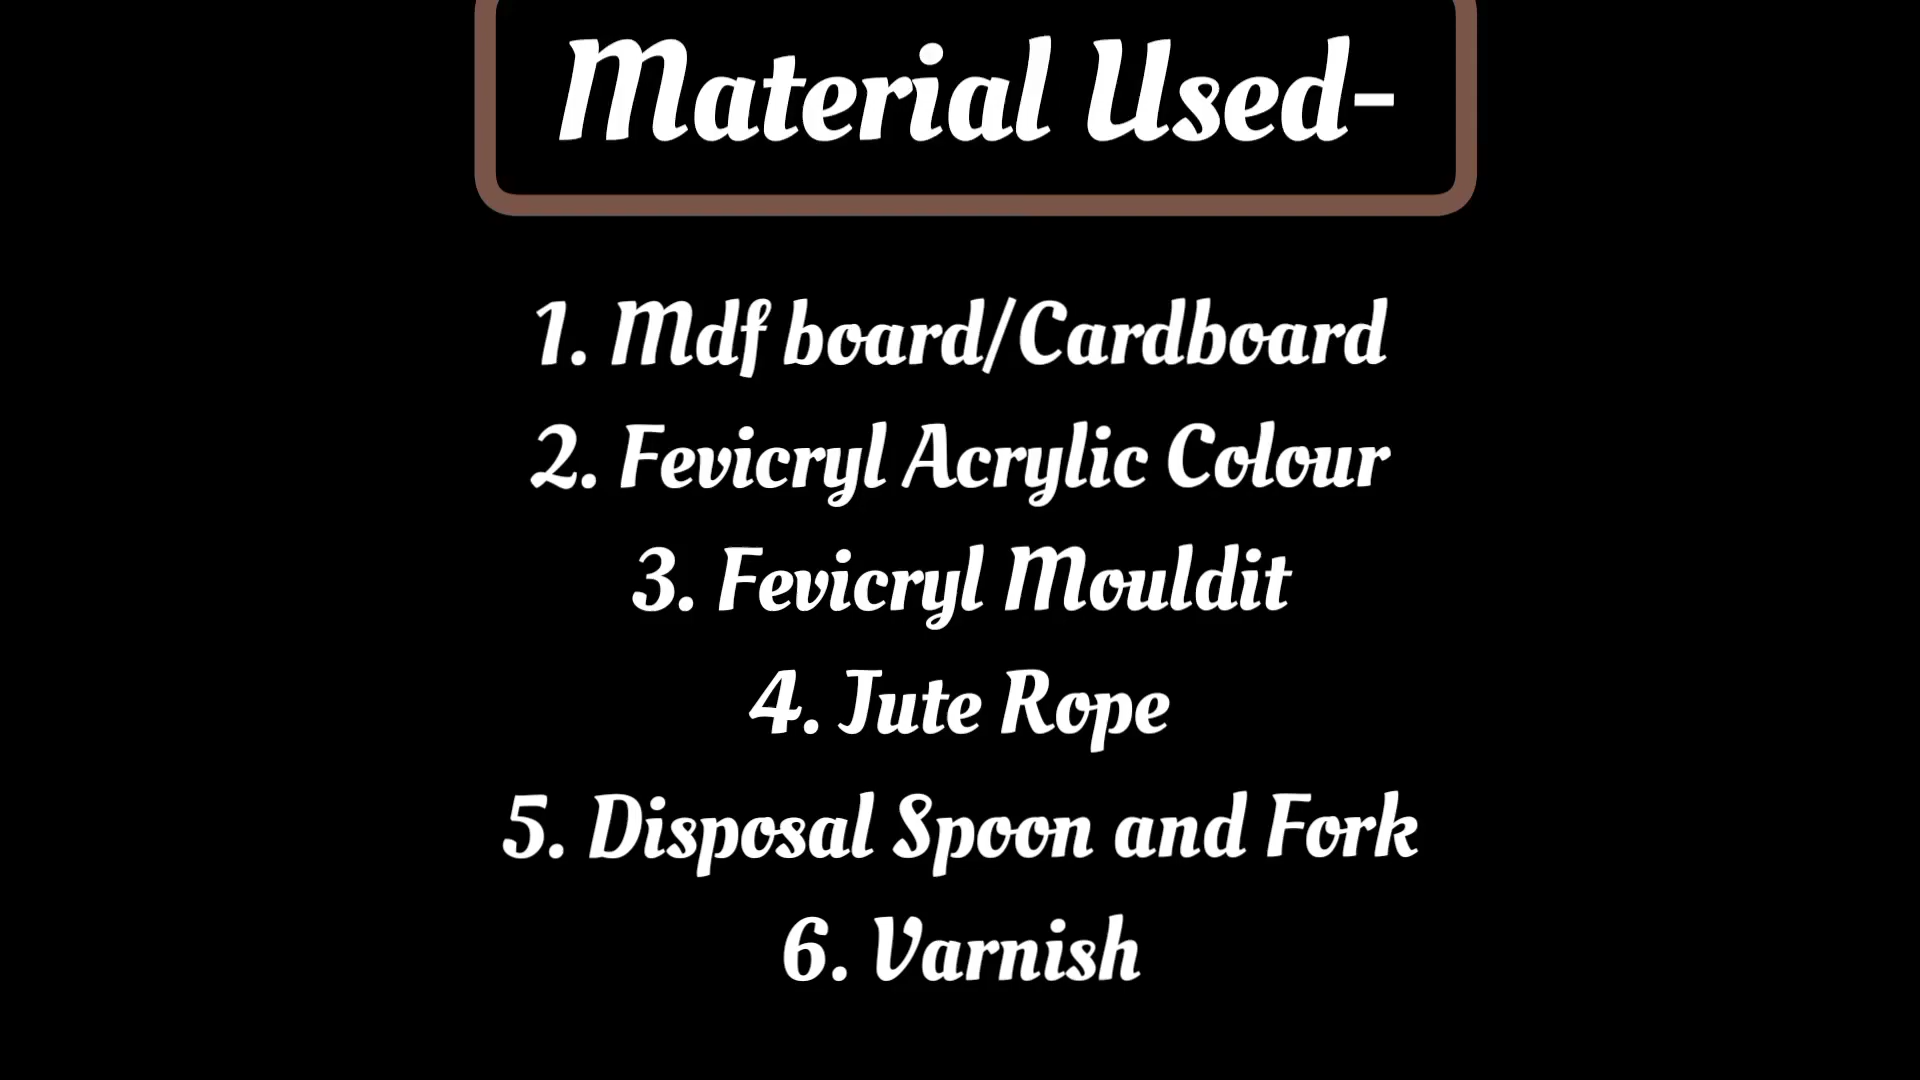 Material Used-
1. Mdf board/Cardboard
2. Fevicryl Acrylic Colour
3. Fevicryl Mouldit
4. Jute Rope
5. Disposal Spoon and Fork
6. Varnish